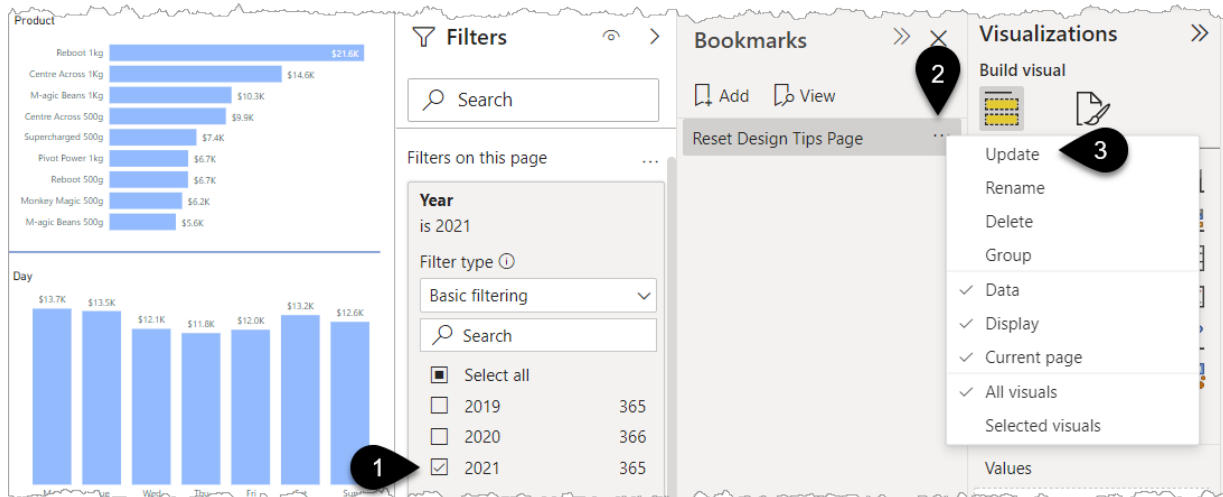 Product
Reboot 1kg $21.6K
Centre Across 1Kg $14.6K
M-agic Beans 1Kg $10.3K
Centre Across 500g $9.9K
Supercharged 500g $7.4K
Pivot Power 1kg $6.7K
Reboot 500g $6.7K
Monkey Magic 500g $6.2K
M-agic Beans 500g $5.6K
Day
$13.7K $13.5K $12.1K $11.8K $12.0K $13.2K $12.6K
Wed Thu Fri Sat Sun
Filters
Search
Filters on this page ...
Year
is 2021
Filter type
Basic filtering
Search
Select all
2019 365
2020 366
2021 365
1
Bookmarks
2
Add View
Reset Design Tips Page ...
Visualizations
Build visual
Update
3
Rename
Delete
Group
Data
Display
Current page
All visuals
Selected visuals
Values